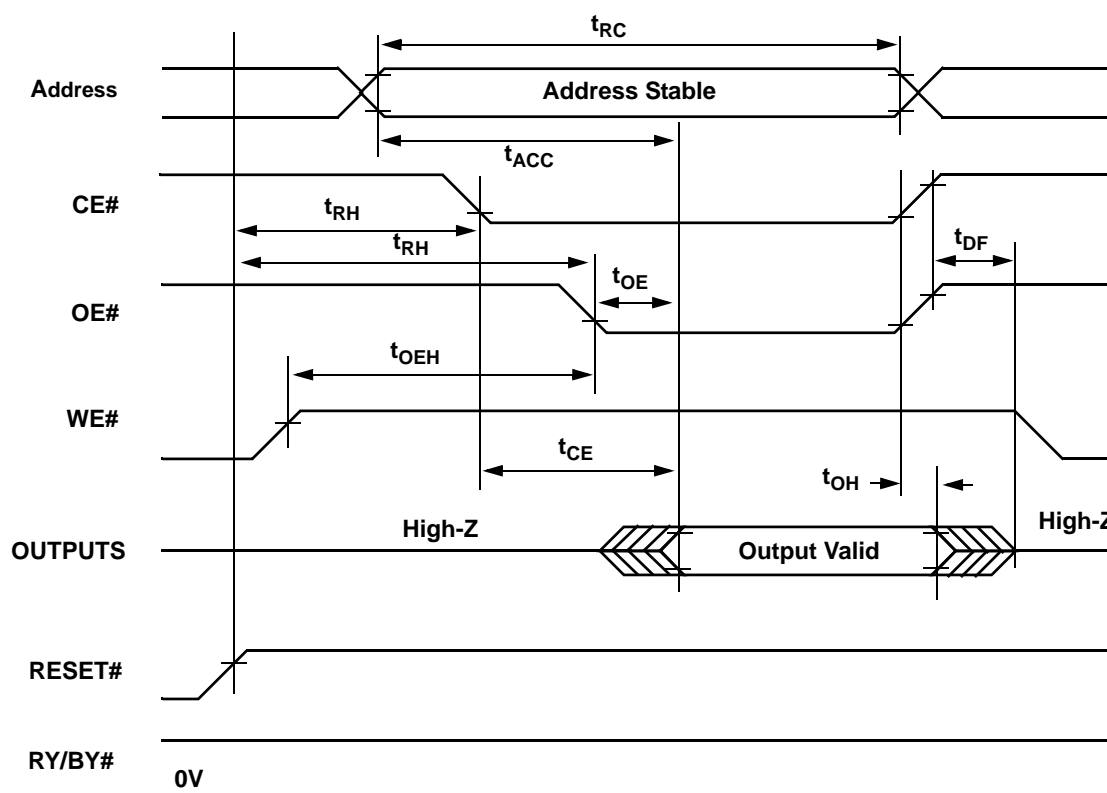 tRC
Address
Address Stable
tACC
CE#
tRH
tRH
tDF
tOE
OE#
tOEH
WE#
tCE
tOH
High-Z
High-Z
OUTPUTS
Output Valid
RESET#
RY/BY#
0V